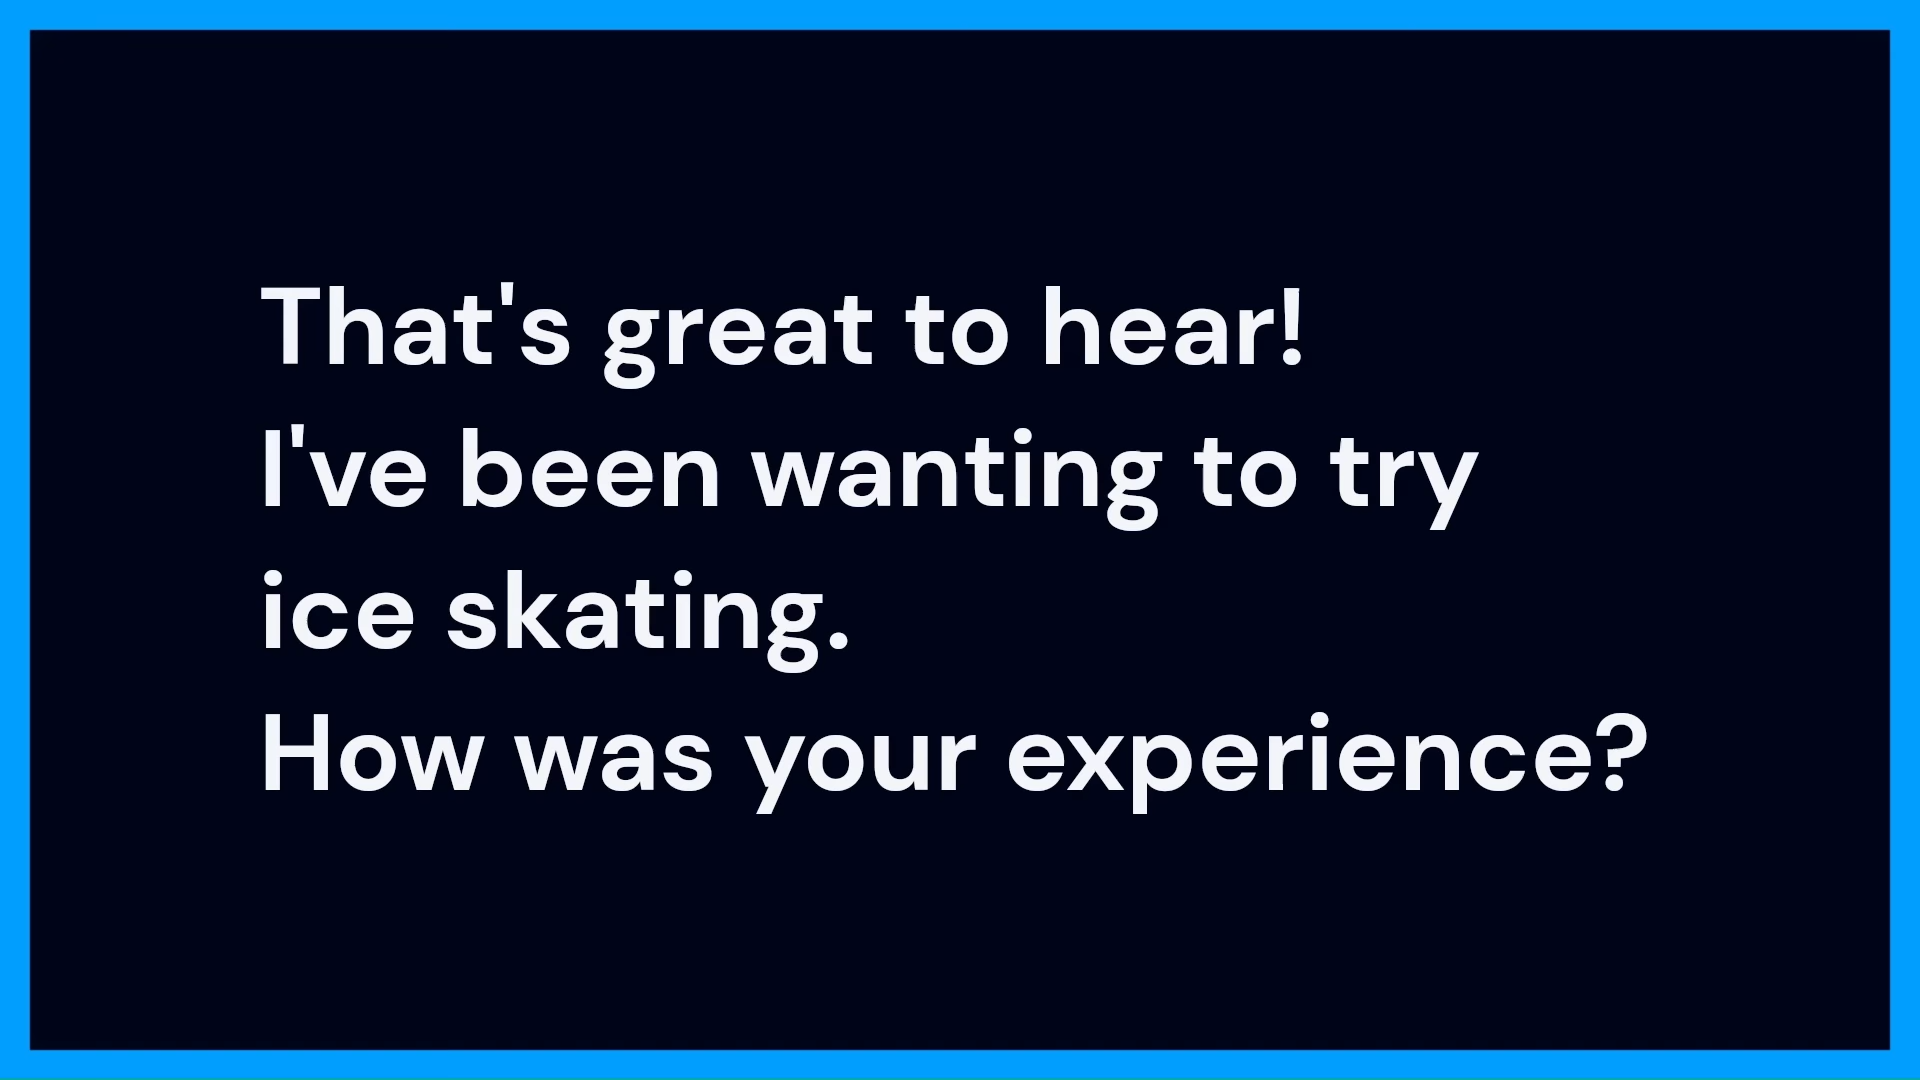 That's great to hear!
I've been wanting to try
ice skating.
How was your experience?